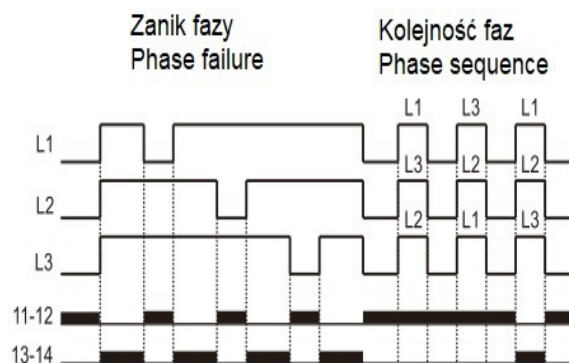 Zanik fazy
Phase failure
Kolejność faz
Phase sequence
L1 L3 L1
L1
L3 L2 L2
L2
L2 L1 L3
L3
11-12
13-14